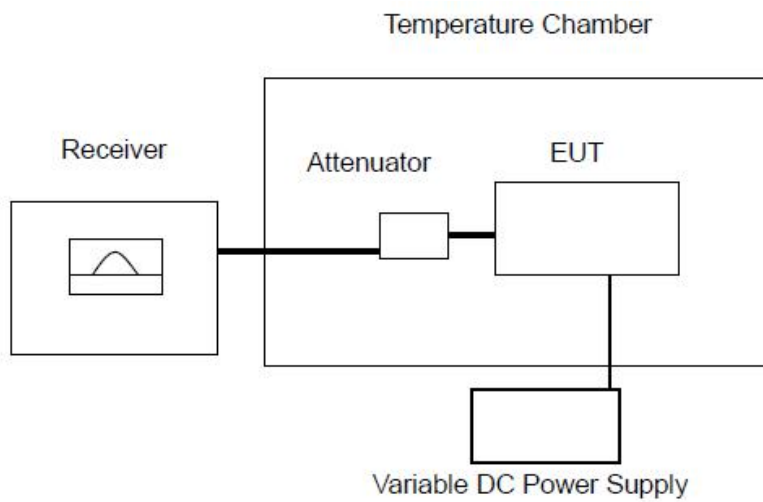 Temperature Chamber
Receiver
Attenuator
EUT
Variable DC Power Supply